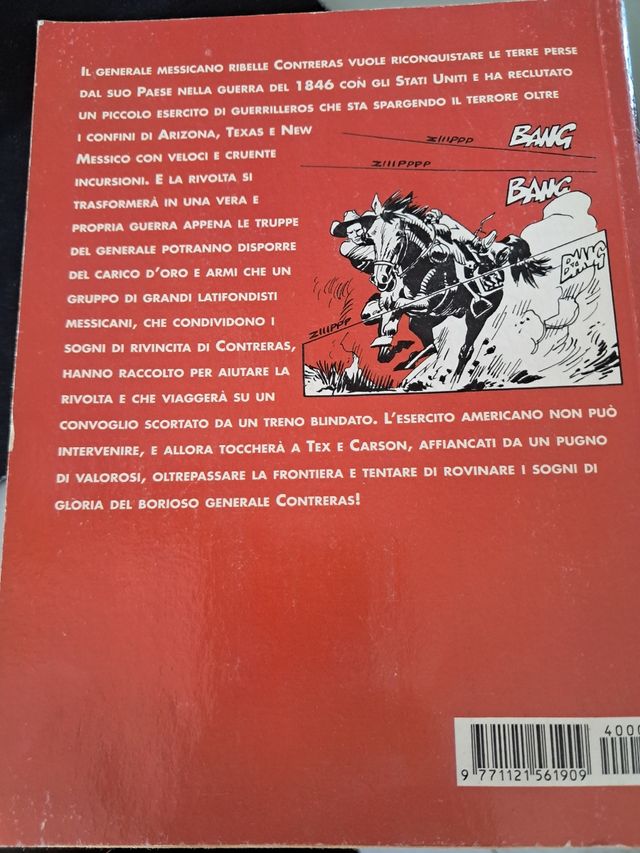 Il generale messicano ribelle Contreras vuole riconquistare le terre perse
dal suo Paese nella guerra del 1846 con gli Stati Uniti e ha reclutato
un piccolo esercito di guerrilleros che sta spargendo il terrore oltre
i confini di Arizona, Texas e New
Messico con veloci e cruente
incursioni. E la rivolta si
trasformerà in una vera e
propria guerra appena le truppe
del generale potranno disporre
del carico d'oro e armi che un
gruppo di grandi latifondisti
messicani, che condividono i
sogni di rivincita di Contreras,
hanno raccolto per aiutare la
rivolta e che viaggerà su un
convoglio scortato da un treno blindato. L'esercito americano non può
intervenire, e allora toccherà a Tex e Carson, affiancati da un pugno
di valorosi, oltrepassare la frontiera e tentare di rovinare i sogni di
gloria del borioso generale Contreras!
ZIIIPPP
BANG
ZIIIPPPP
BANG
BANG
ZIIIPPP
4000
9 771121 561909